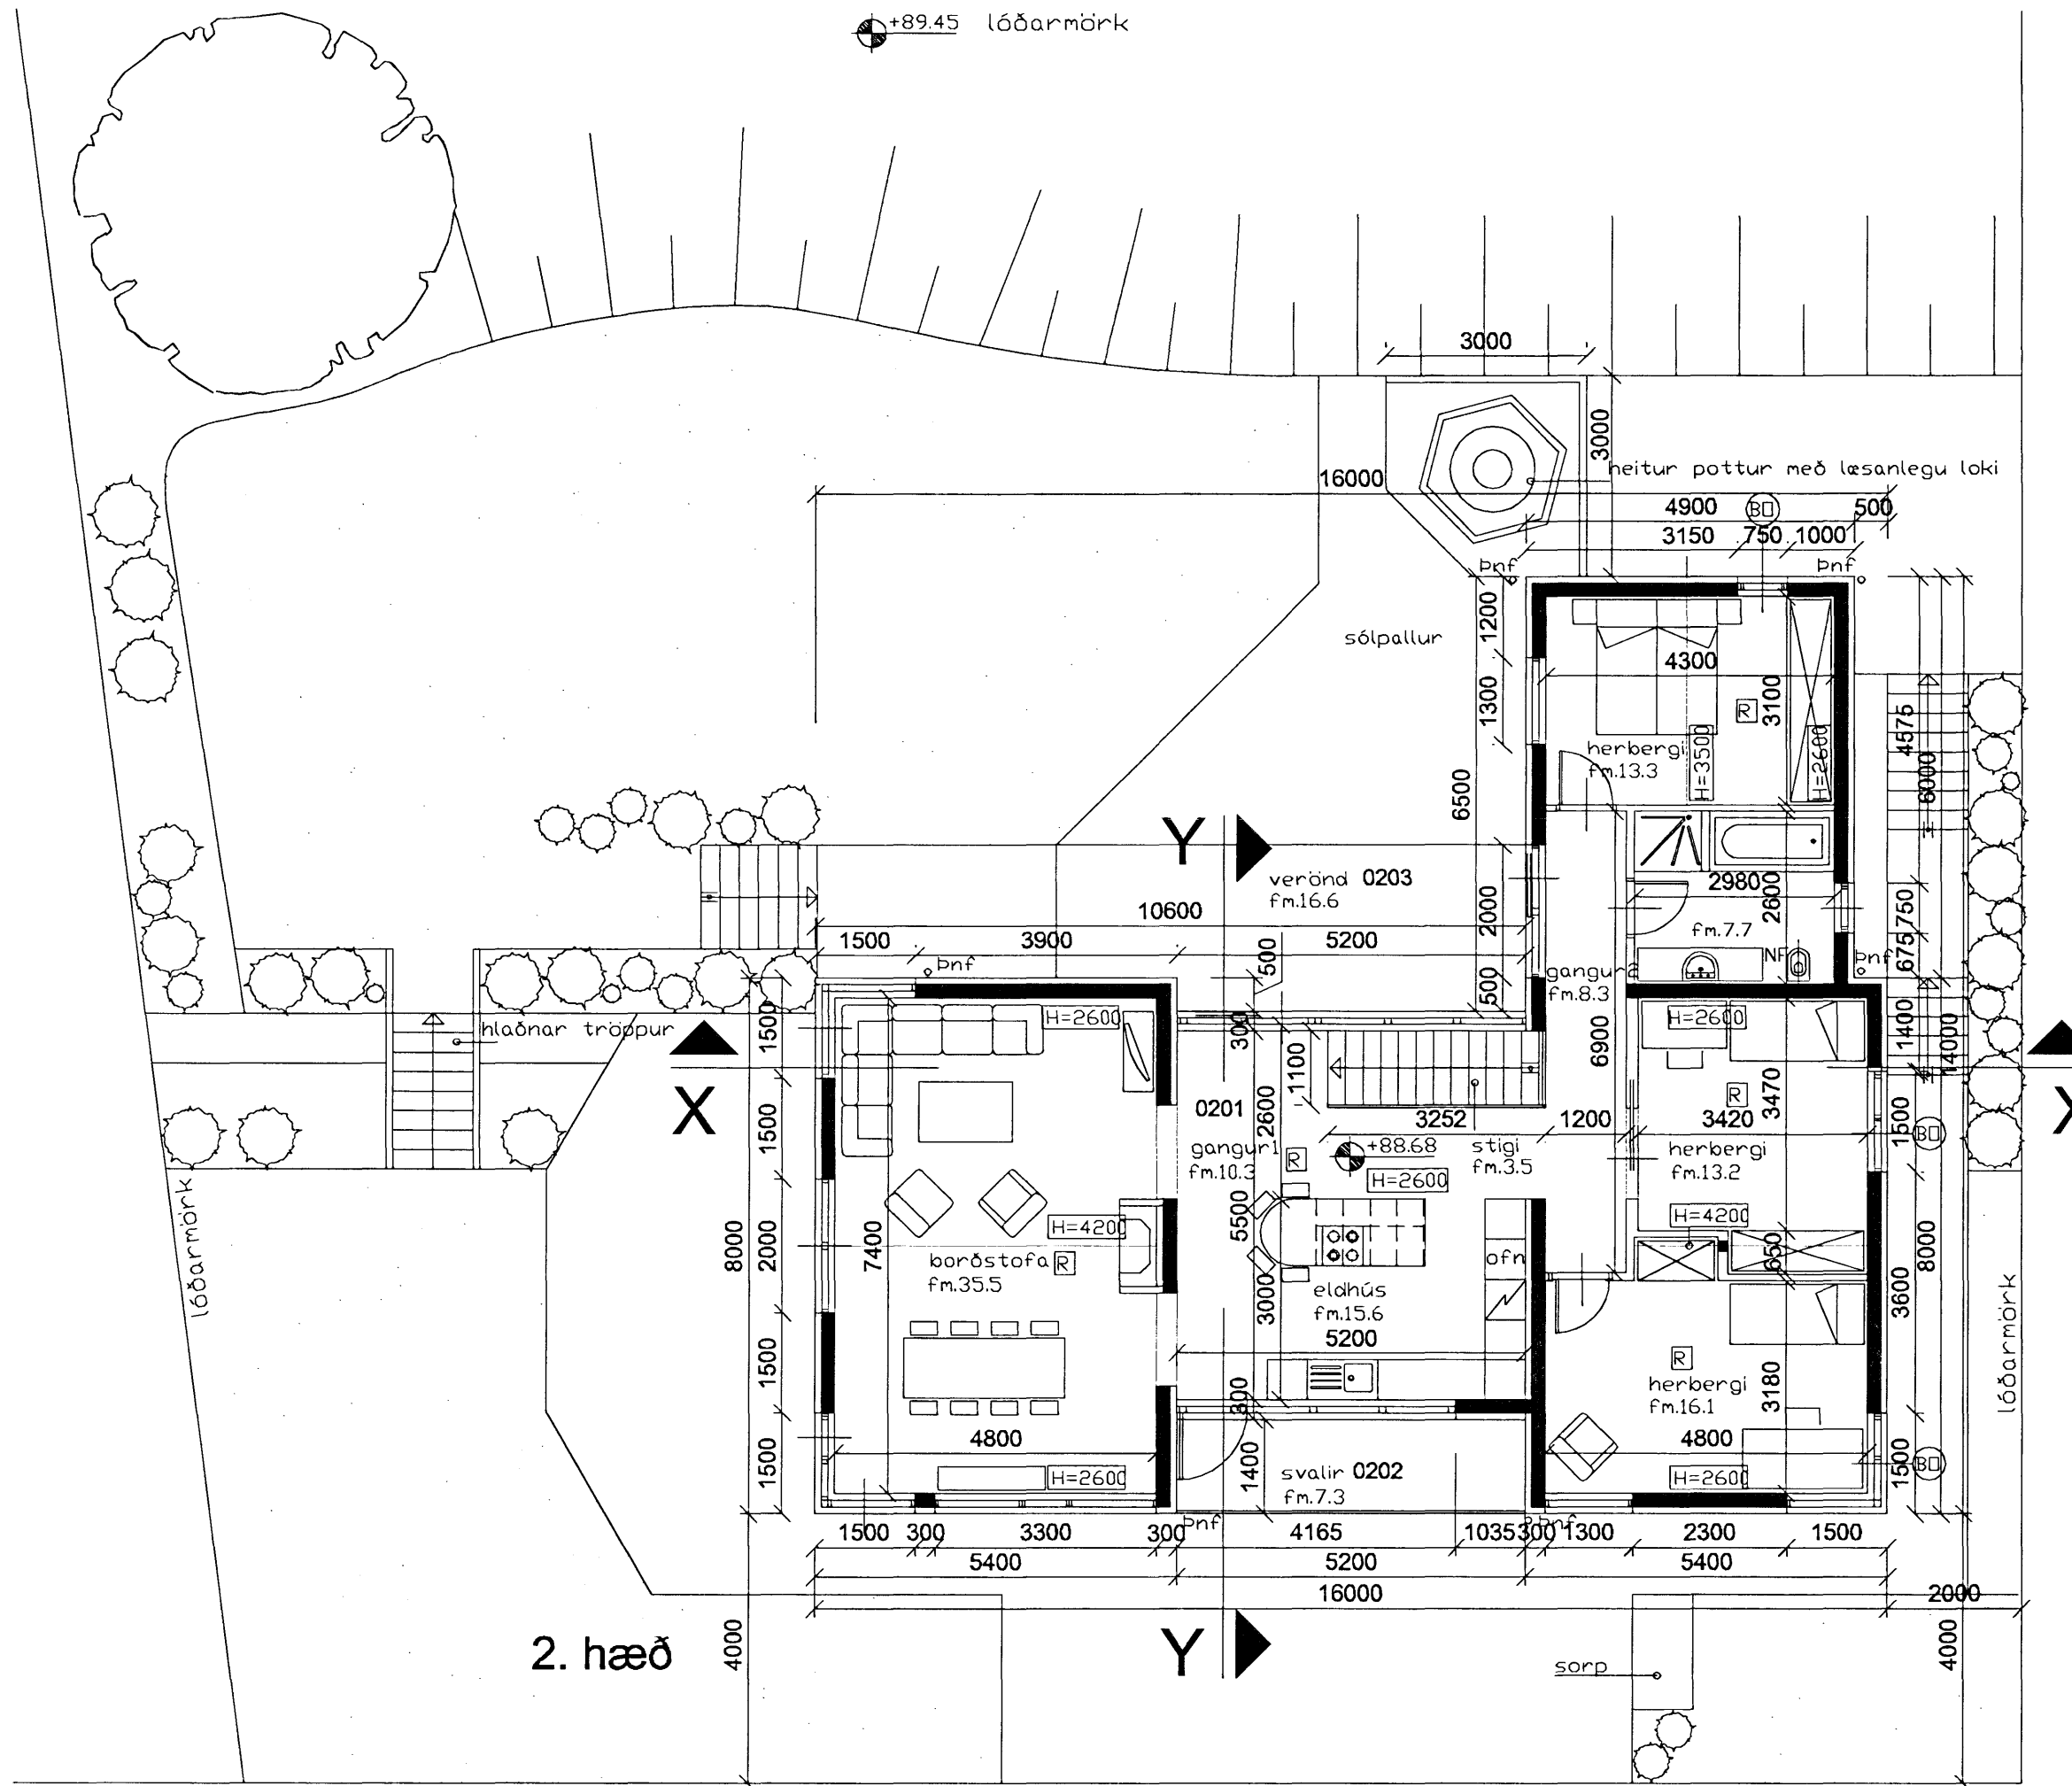 +89.45 lóðarmörk
3000
3000
heitur pottur með læsanlegu loki
16000
4900 BO 500
3150 750 1000
Þnf Þnf
1200
sólpallur
4300
1300
3100
R
herbergi
fm.13.3
H=3500
H=2600
4575
6000
6500
Y
verönd 0203
fm.16.6
2980
2600
2000
fm.7.7
NF
750
675
10600
1500 3900 5200
Þnf
500
500
Þnf
gangur2
fm.8.3
hlaðnar tröppur
H=2600
H=2600
1500
300
1100
6900
1400
14000
X
X
0201
2600
3252 1200 3420
3470
R
1500
1500
BO
gangur1
fm.10.3
R
+88.68
H=2600
stigi
fm.3.5
herbergi
fm.13.2
H=4200
H=4200
lóðarmörk
8000
2000
7400
5500
borðstofa R
fm.35.5
ofn
650
8000
3600
3000
eldhús
fm.15.6
5200
1500
R
herbergi
fm.16.1
3180
lóðarmörk
300
4800
4800
1500
1400
H=2600
svalir 0202
fm.7.3
H=2600
1500
BO
Þnf Þnf
1500 300 3300 300 4165 1035 300 1300 2300 1500
5400 5200 5400
16000 2000
2. hæð
4000
Y
sorp
4000